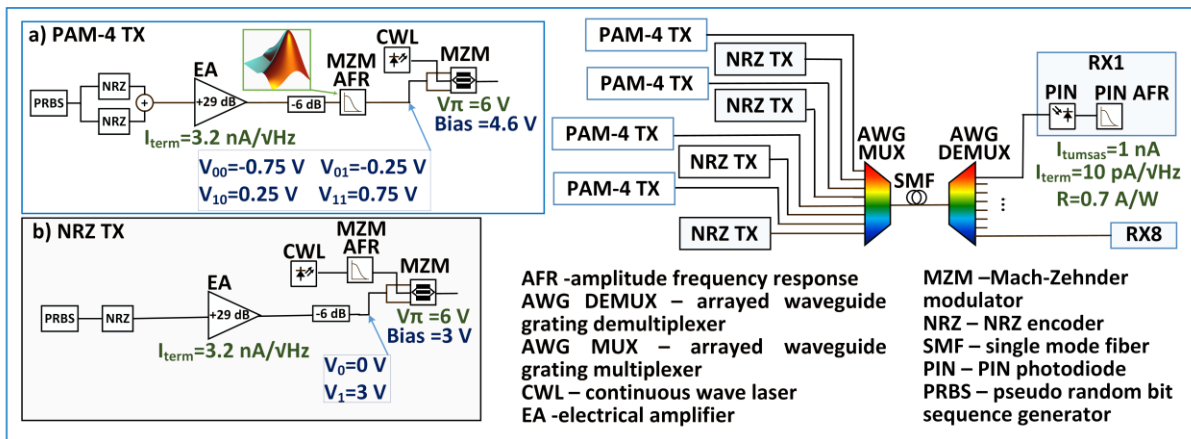 a) PAM-4 TX
PRBS
NRZ
NRZ
+
EA
+29 dB
Iterm=3.2 nA/√Hz
-6 dB
MZM
AFR
CWL
MZM
Vπ =6 V
Bias=4.6 V
V00=-0.75 V V01=-0.25 V
V10=0.25 V V11=0.75 V
b) NRZ TX
PRBS
NRZ
EA
+29 dB
Iterm=3.2 nA/√Hz
-6 dB
CWL
MZM
AFR
MZM
Vπ =6 V
Bias =3 V
V0=0 V
V1=3 V
PAM-4 TX
NRZ TX
PAM-4 TX
NRZ TX
PAM-4 TX
NRZ TX
PAM-4 TX
NRZ TX
AWG
MUX
SMF
AWG
DEMUX
RX1
PIN
PIN AFR
Itumsas=1 nA
Iterm=10 pA/√Hz
R=0.7 A/W
RX8
AFR -amplitude frequency response
AWG DEMUX – arrayed waveguide
grating demultiplexer
AWG MUX – arrayed waveguide
grating multiplexer
CWL – continuous wave laser
EA -electrical amplifier
MZM –Mach-Zehnder
modulator
NRZ – NRZ encoder
SMF – single mode fiber
PIN – PIN photodiode
PRBS – pseudo random bit
sequence generator